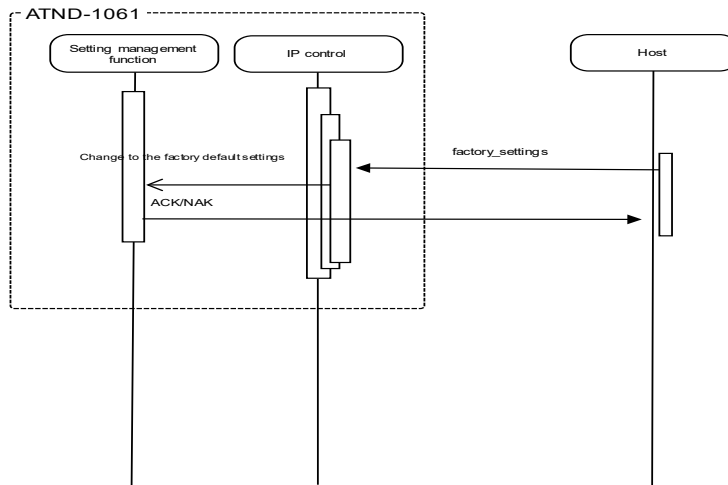 ATND-1061
Setting management
function
IP control
Host
factory_settings
Change to the factory default settings
ACK/NAK